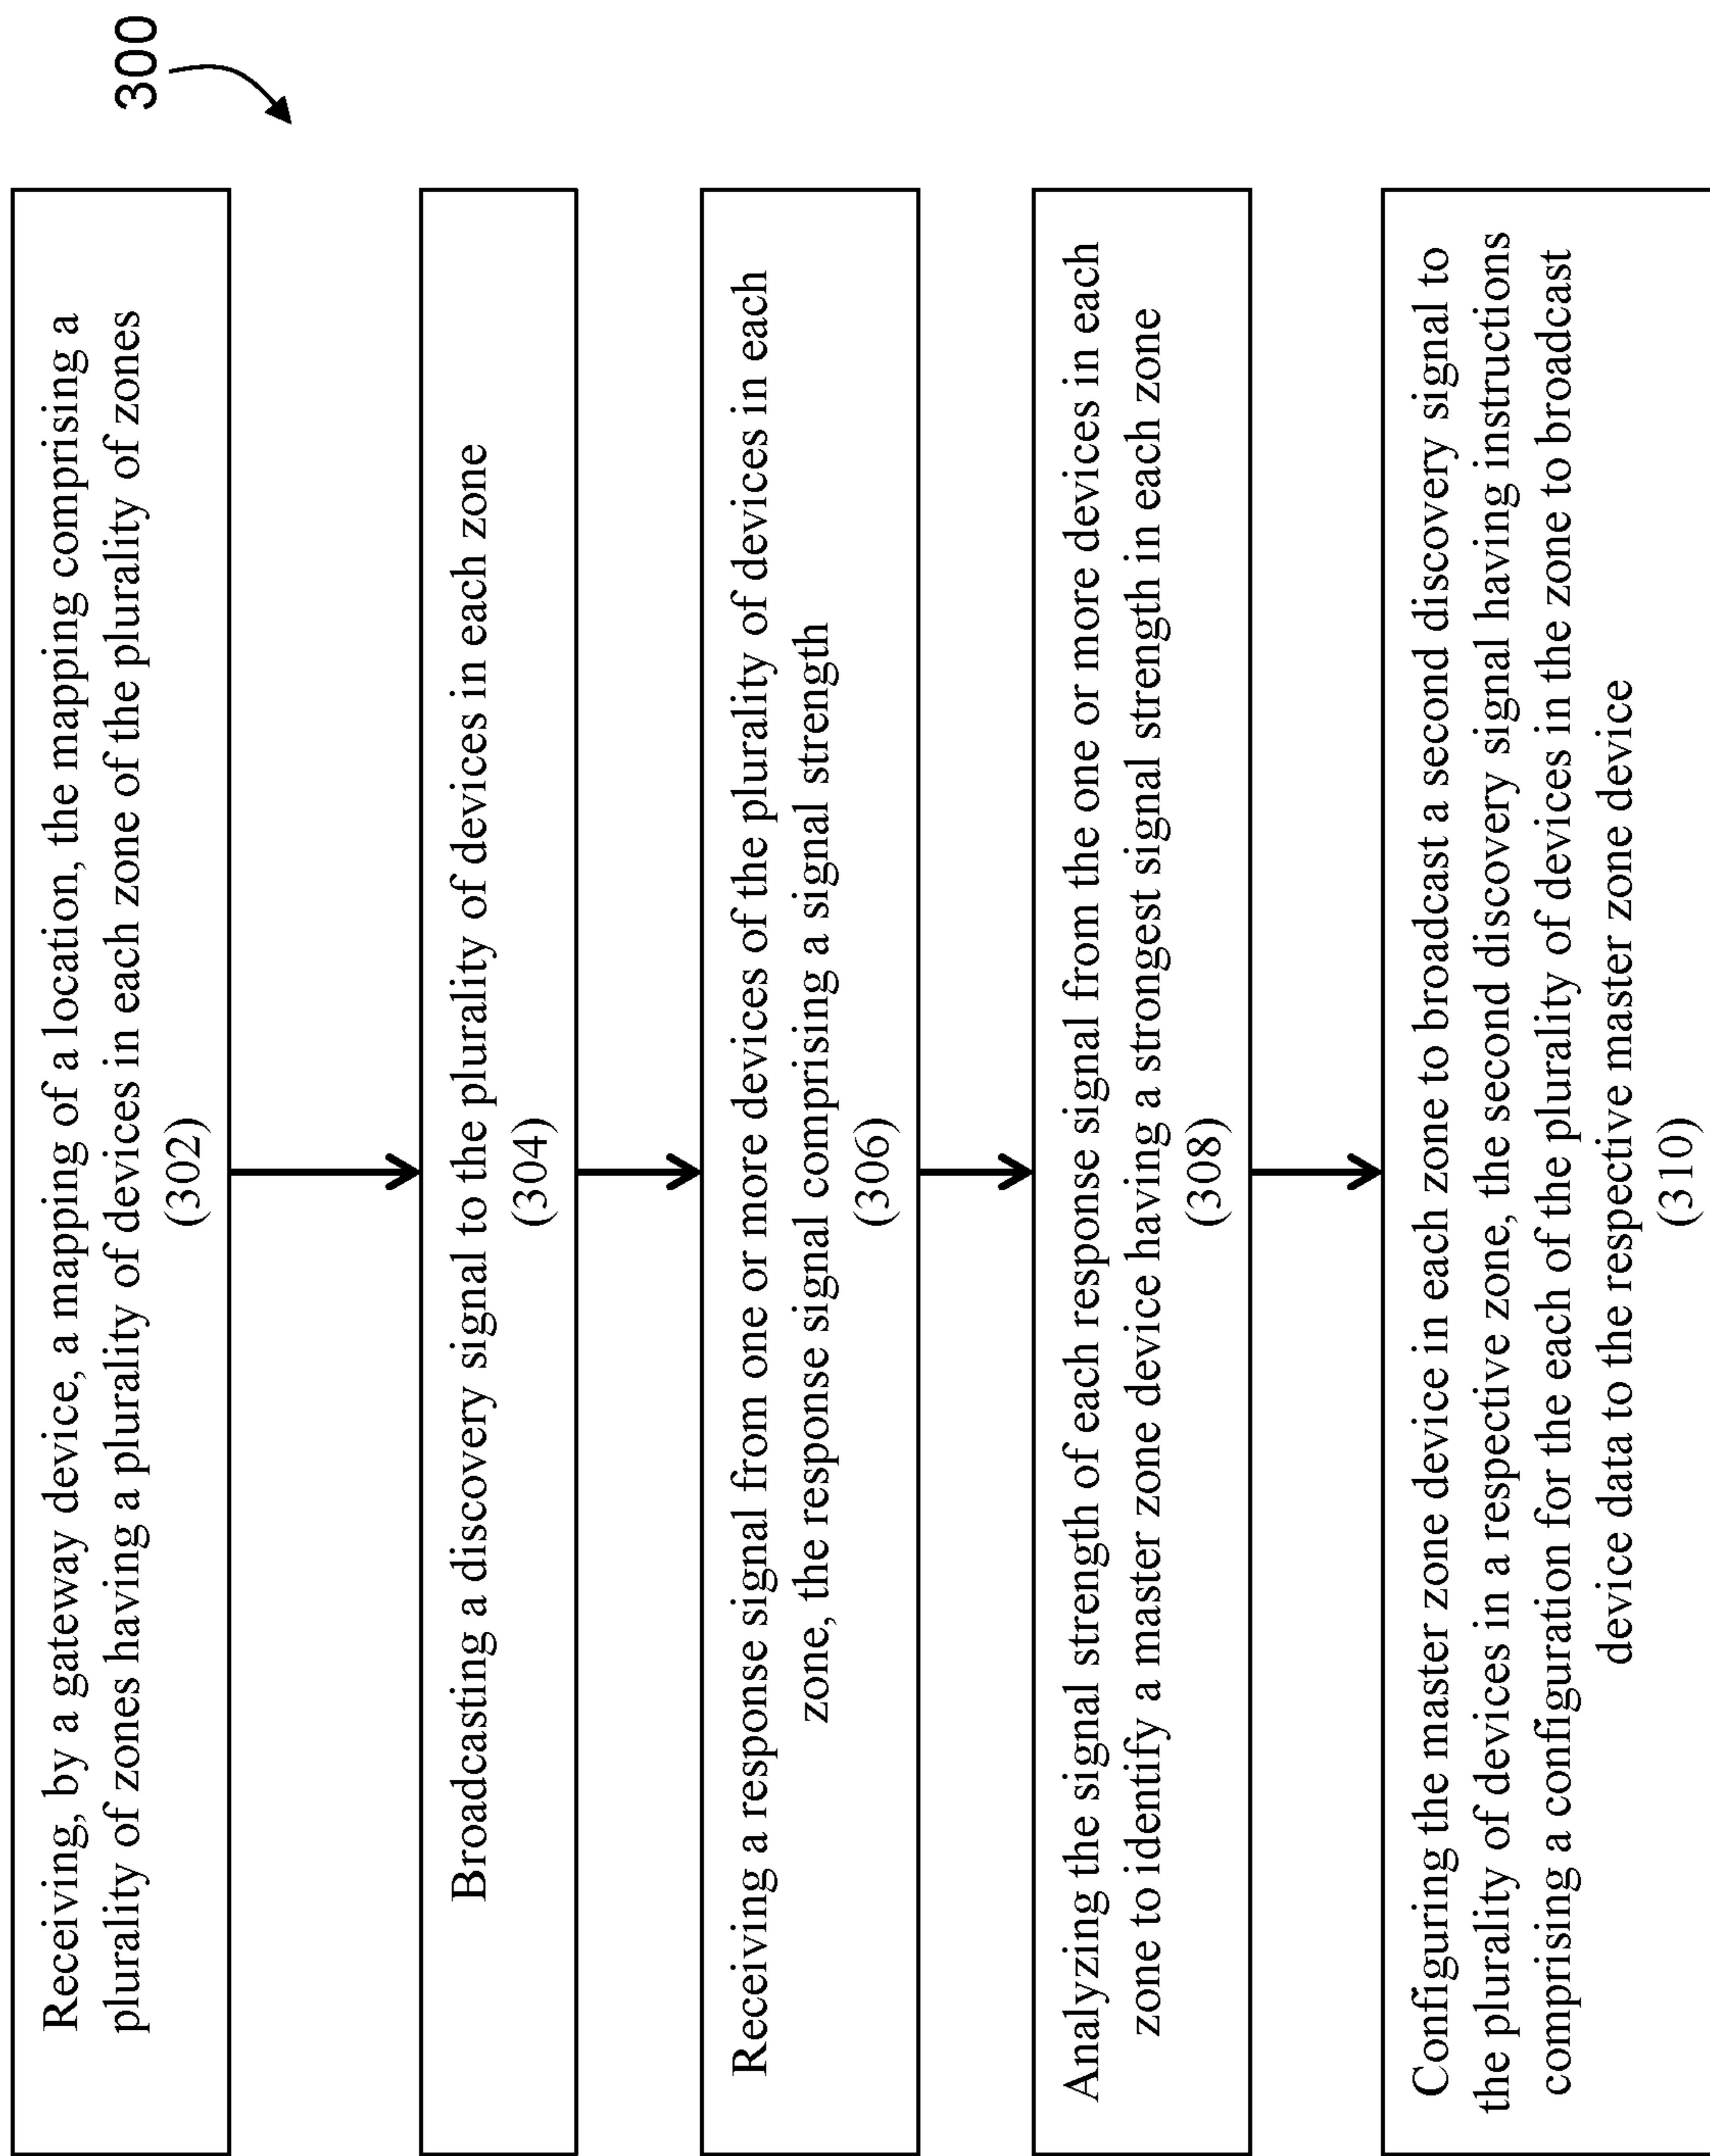 300
Receiving, by a gateway device, a mapping of a location, the mapping comprising a
plurality of zones having a plurality of devices in each zone of the plurality of zones
(302)
Broadcasting a discovery signal to the plurality of devices in each zone
(304)
Receiving a response signal from one or more devices of the plurality of devices in each
zone, the response signal comprising a signal strength
(306)
Analyzing the signal strength of each response signal from the one or more devices in each
zone to identify a master zone device having a strongest signal strength in each zone
(308)
Configuring the master zone device in each zone to broadcast a second discovery signal to
the plurality of devices in a respective zone, the second discovery signal having instructions
comprising a configuration for the each of the plurality of devices in the zone to broadcast
device data to the respective master zone device
(310)